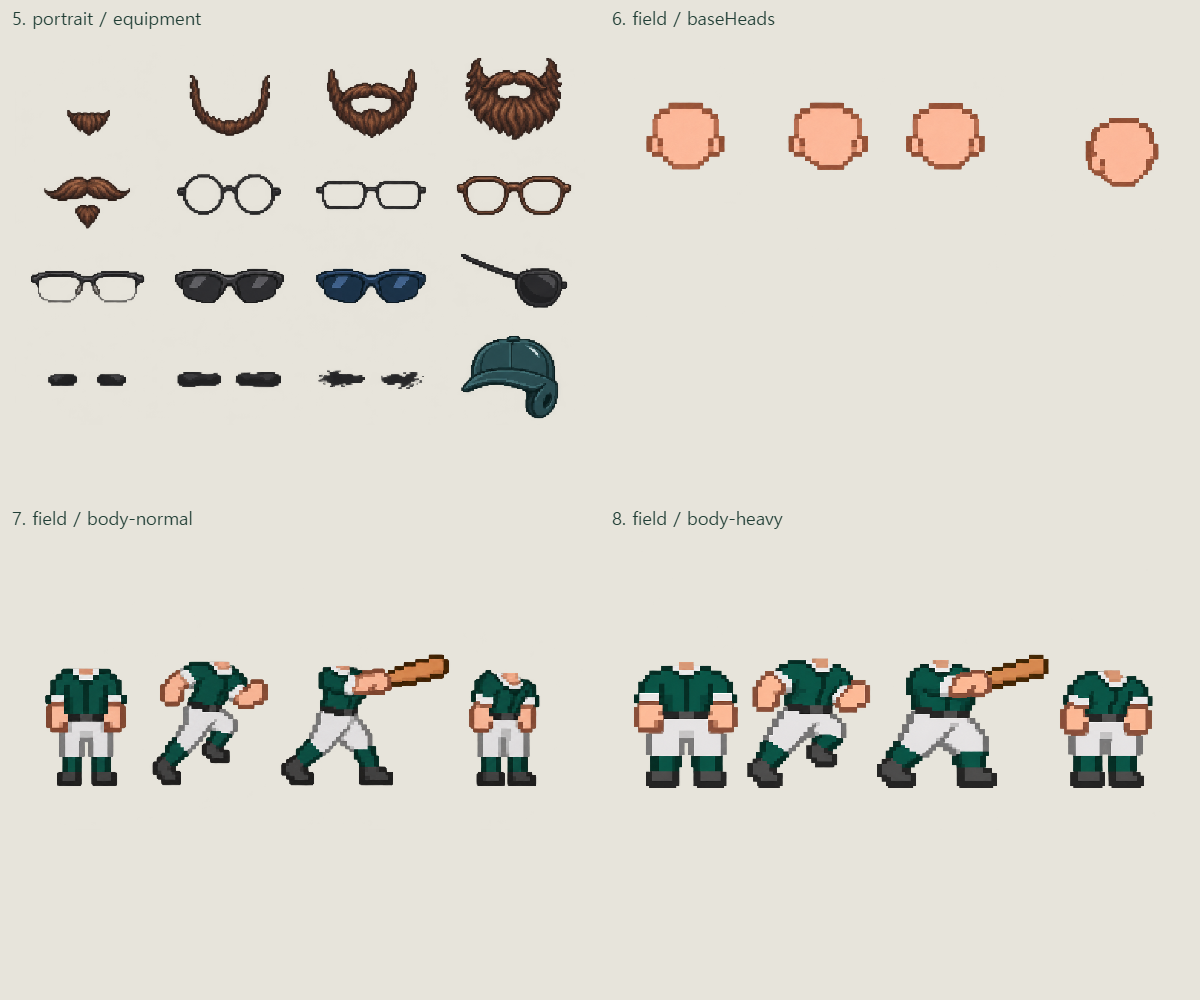 5. portrait / equipment
6. field / baseHeads
7. field / body-normal
8. field / body-heavy